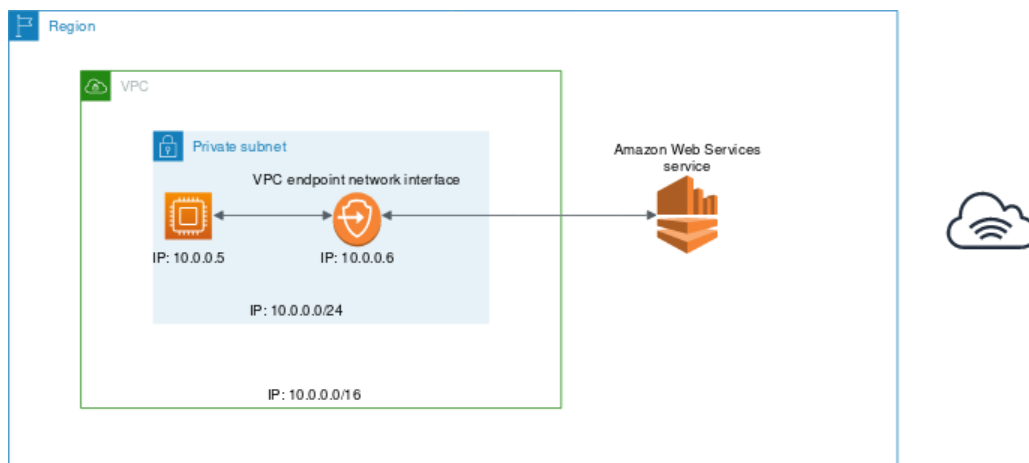 Region
VPC
Private subnet
VPC endpoint network interface
IP: 10.0.0.5
IP: 10.0.0.6
IP: 10.0.0.0/24
IP: 10.0.0.0/16
Amazon Web Services
service